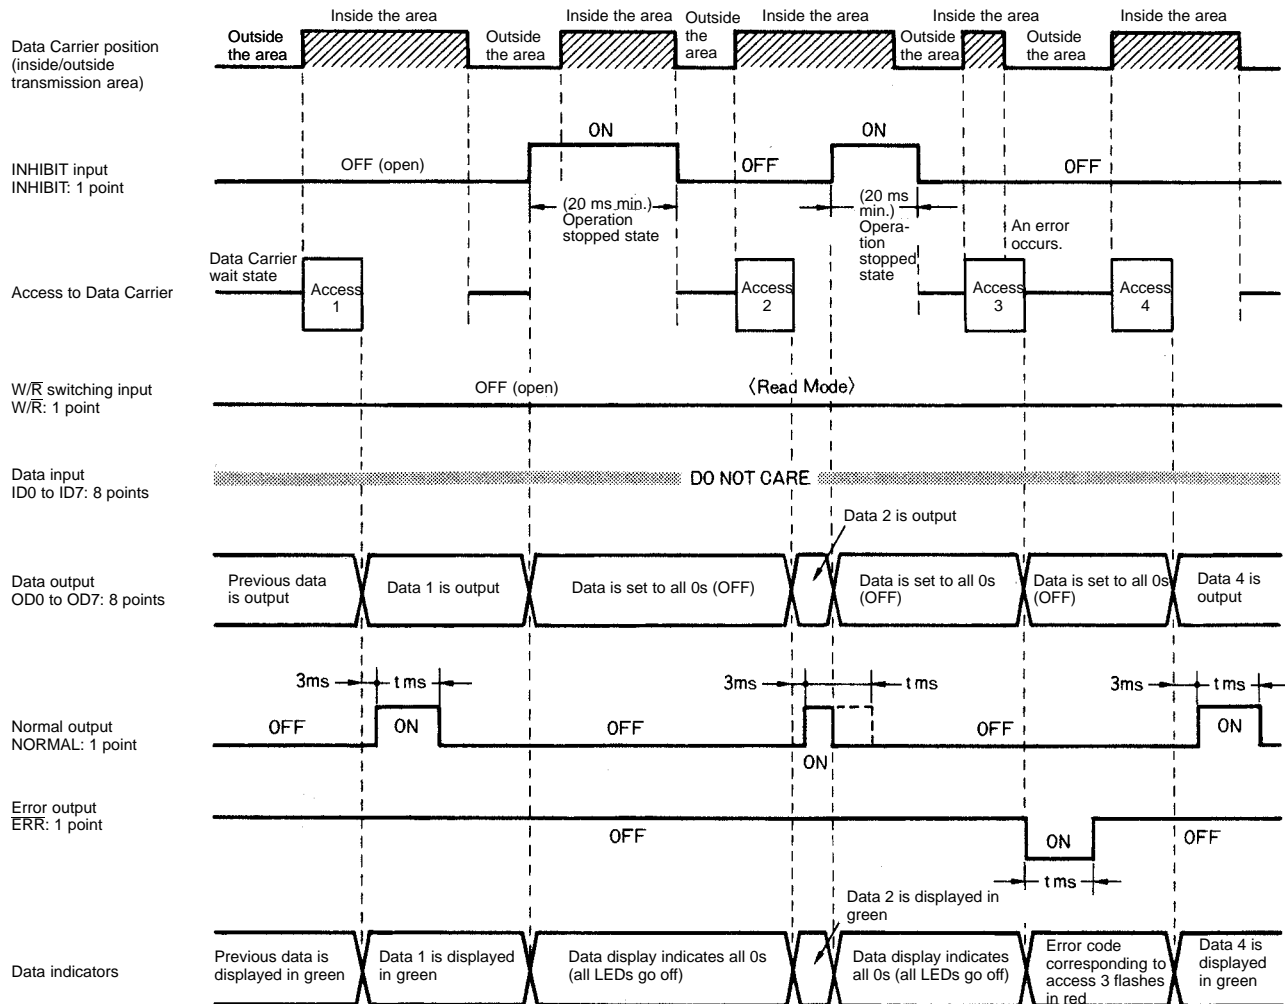 Inside the area
Inside the area
Outside
the
area
Inside the area
Inside the area
Inside the area
Data Carrier position
(inside/outside
transmission area)
Outside
the area
Outside
the area
Outside
the area
Outside
the area
INHIBIT input
INHIBIT: 1 point
OFF (open)
ON
OFF
ON
OFF
(20 ms min.)
Operation
stopped state
(20 ms
min.)
Opera-
tion
stopped
state
An error
occurs.
Access to Data Carrier
Data Carrier
wait state
Access
1
Access
2
Access
3
Access
4
W/R̅ switching input
W/R̅: 1 point
OFF (open)
〈Read Mode〉
Data input
ID0 to ID7: 8 points
DO NOT CARE
Data 2 is output
Data output
OD0 to OD7: 8 points
Previous data
is output
Data 1 is output
Data is set to all 0s (OFF)
Data is set to all 0s
(OFF)
Data is set to all 0s
(OFF)
Data 4 is
output
3ms
t ms
3ms
t ms
3ms
t ms
Normal output
NORMAL: 1 point
OFF
ON
OFF
ON
OFF
ON
Error output
E̅R̅R̅: 1 point
OFF
ON
OFF
t ms
Data 2 is displayed in
green
Data indicators
Previous data is
displayed in green
Data 1 is displayed
in green
Data display indicates all 0s
(all LEDs go off)
Data display indicates
all 0s (all LEDs go off)
Error code
corresponding to
access 3 flashes
in red
Data 4 is
displayed
in green